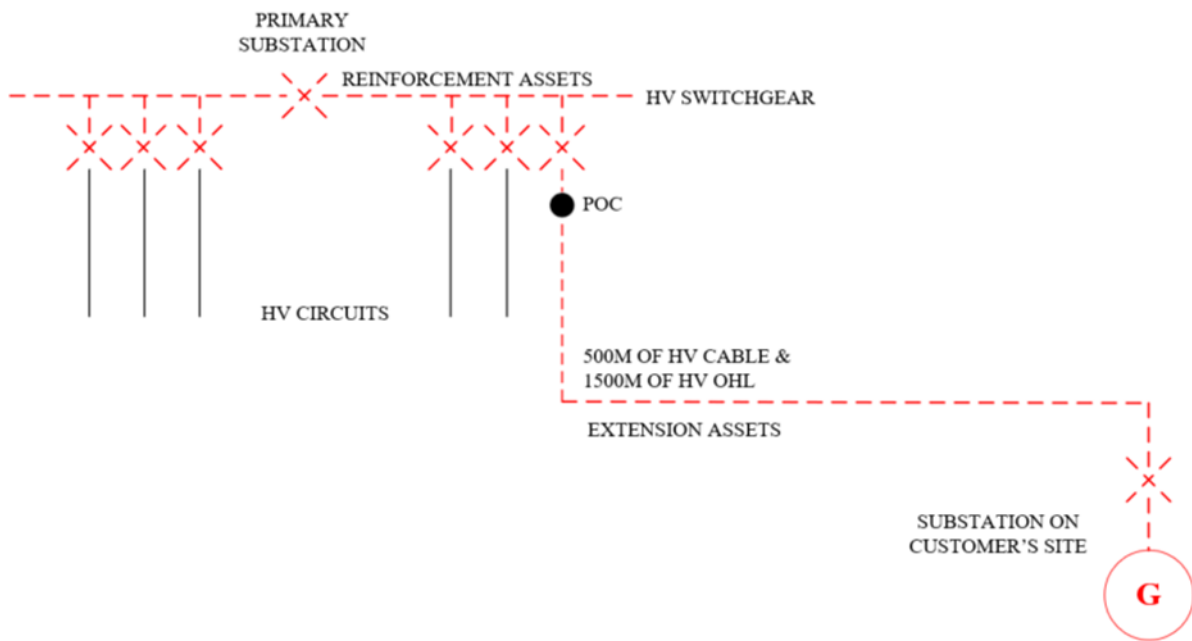 PRIMARY
SUBSTATION
REINFORCEMENT ASSETS
HV SWITCHGEAR
POC
HV CIRCUITS
500M OF HV CABLE &
1500M OF HV OHL
EXTENSION ASSETS
SUBSTATION ON
CUSTOMER'S SITE
G